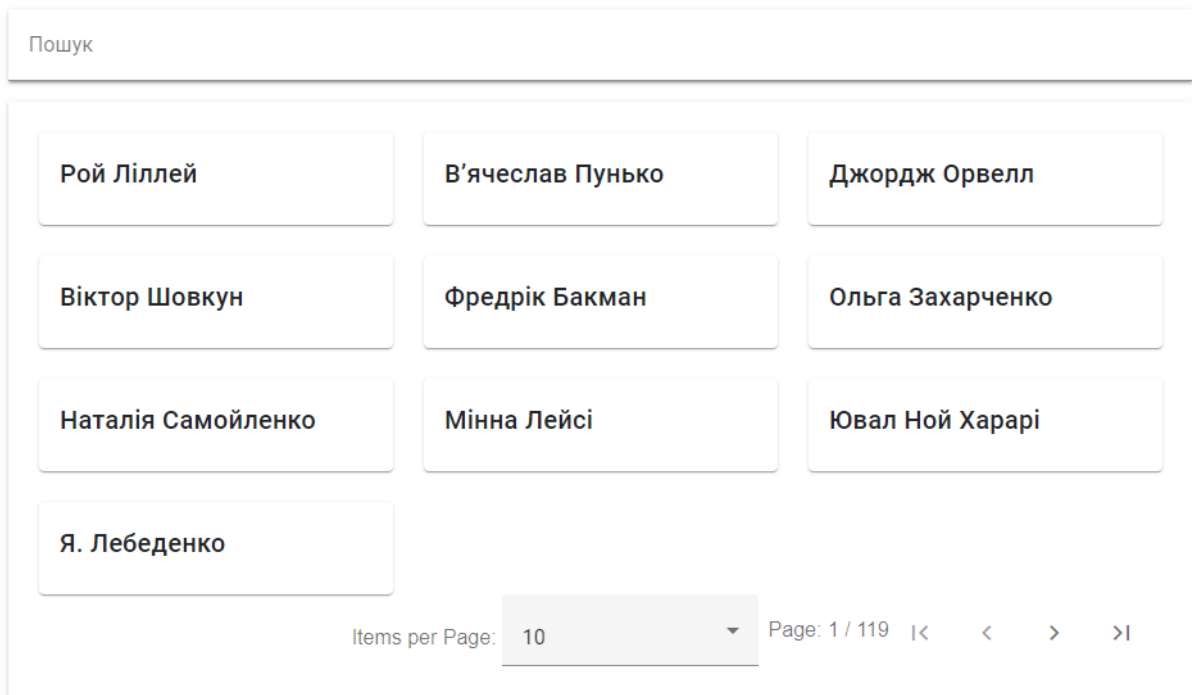 Пошук
Рой Ліллей
В’ячеслав Пунько
Джордж Орвелл
Віктор Шовкун
Фредрік Бакман
Ольга Захарченко
Наталія Самойленко
Мінна Лейсі
Ювал Ной Харарі
Я. Лебеденко
Items per Page: 10 Page: 1 / 119